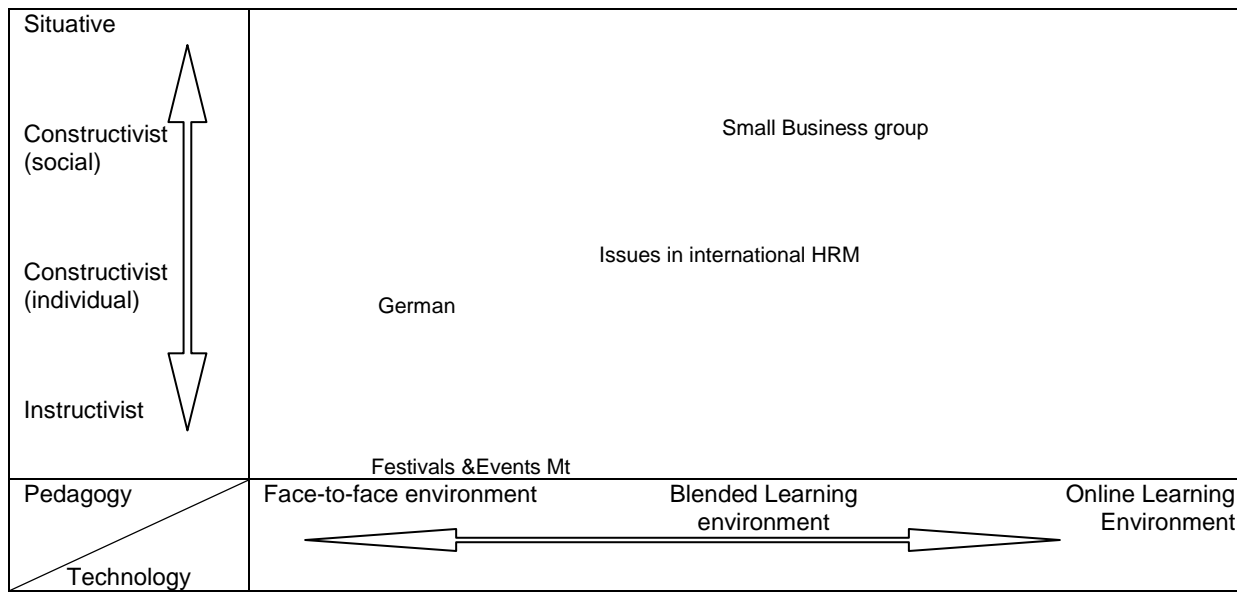 Situative
Constructivist
(social)
Small Business group
Issues in international HRM
Constructivist
(individual)
German
Instructivist
Festivals &Events Mt
Pedagogy
Technology
Face-to-face environment
Blended Learning
environment
Online Learning
Environment